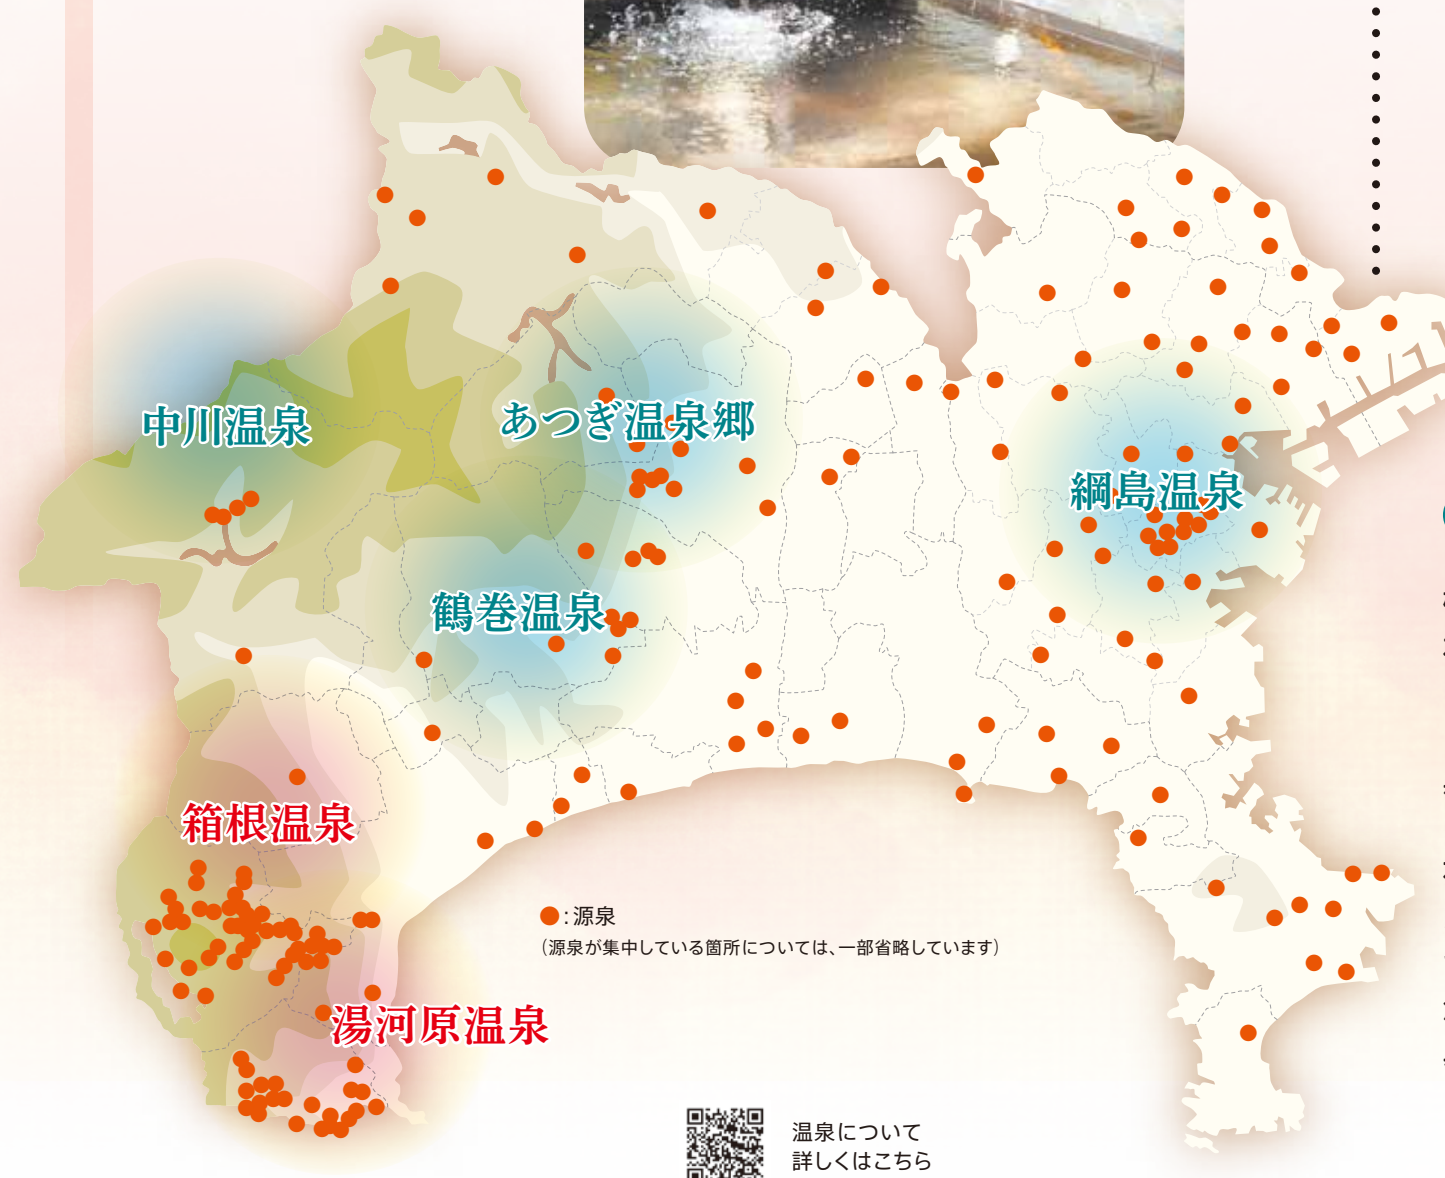 中川温泉
あつぎ温泉郷
綱島温泉
鶴巻温泉
箱根温泉
：源泉
（源泉が集中している箇所については、一部省略しています）
湯河原温泉
温泉について
詳しくはこちら